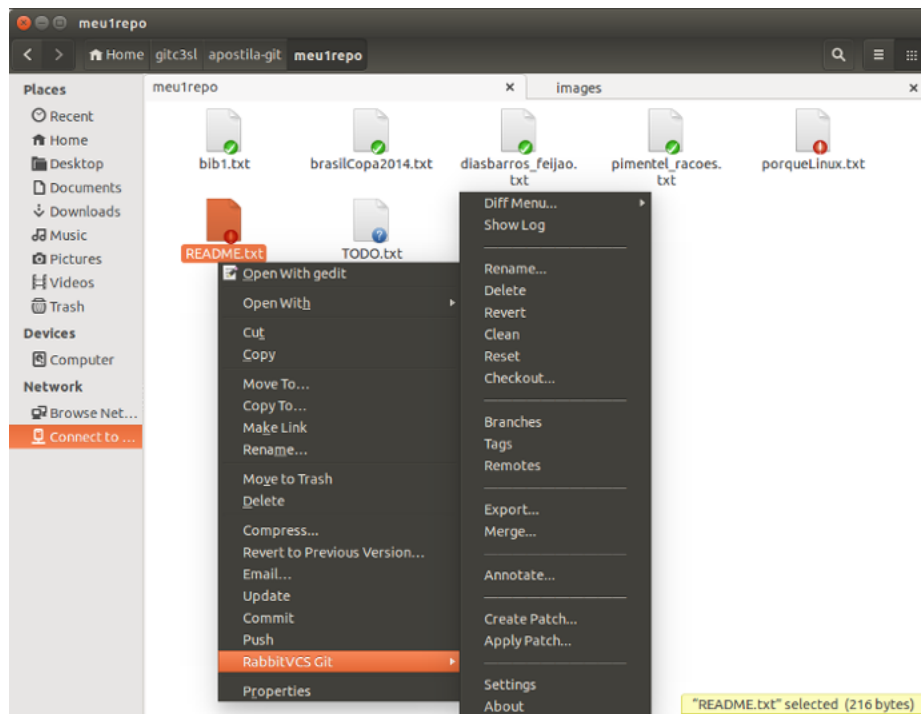 meu1repo
Home gitc3sl apostila-git meu1repo
Places
Recent
Home
Desktop
Documents
Downloads
Music
Pictures
Videos
Trash
Devices
Computer
Network
Browse Net...
Connect to ...
meu1repo
images
bib1.txt
brasilCopa2014.txt
diasbarros_feijao.
txt
pimentel_racoes.
txt
porqueLinux.txt
README.txt
TODO.txt
Open With gedit
Open With
Cut
Copy
Move To...
Copy To...
Make Link
Rename...
Move to Trash
Delete
Compress...
Revert to Previous Version...
Email...
Update
Commit
Push
RabbitVCS Git
Properties
Diff Menu...
Show Log
Rename...
Delete
Revert
Clean
Reset
Checkout...
Branches
Tags
Remotes
Export...
Merge...
Annotate...
Create Patch...
Apply Patch...
Settings
About
"README.txt" selected (216 bytes)